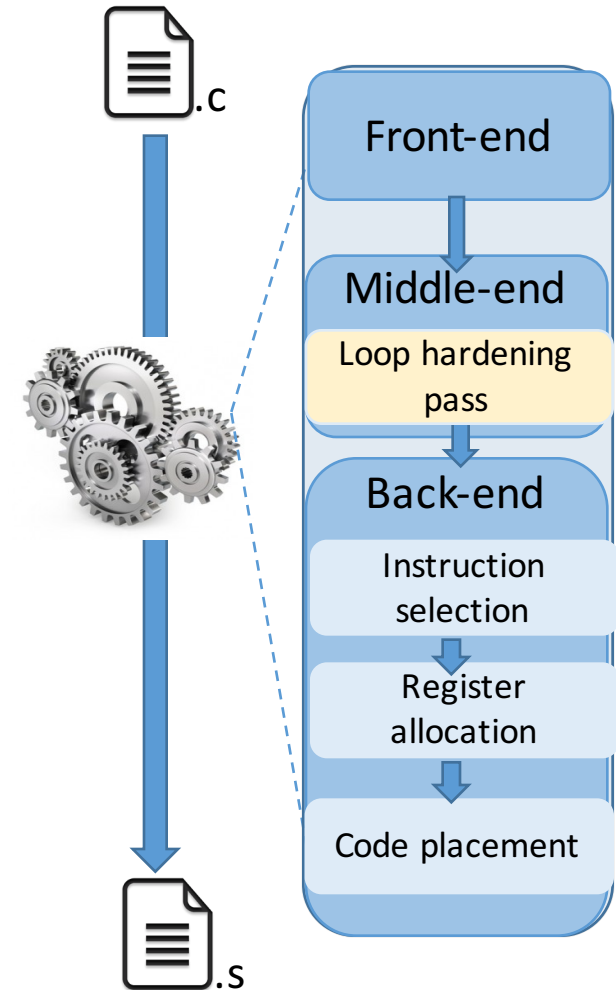 .c
Front-end
Middle-end
Loop hardening
pass
Back-end
Instruction
selection
Register
allocation
Code placement
.s